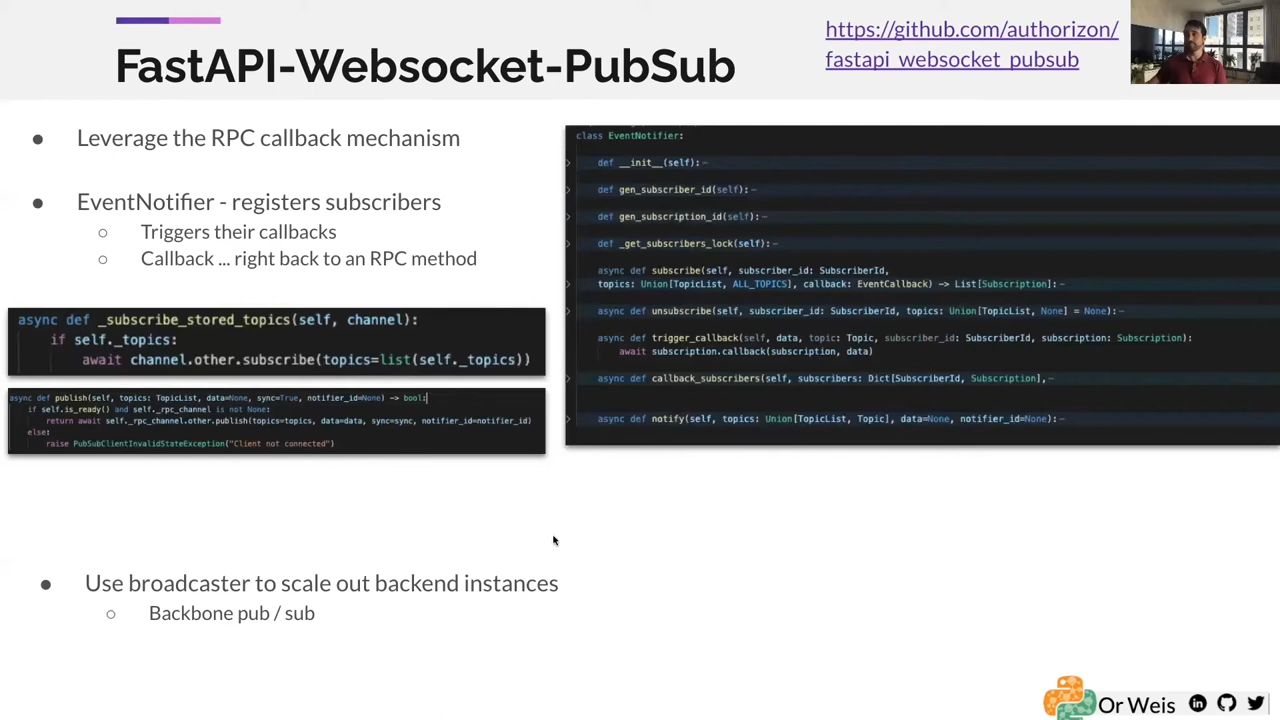 FastAPI-Websocket-PubSub
https://github.com/authorizon/
fastapi_websocket_pubsub
● Leverage the RPC callback mechanism
● EventNotifier - registers subscribers
○ Triggers their callbacks
○ Callback ... right back to an RPC method
async def _subscribe_stored_topics(self, channel):
if self._topics:
await channel.other.subscribe(topics=list(self._topics))
async def publish(self, topics: TopicList, data=None, sync=True, notifier_id=None) -> bool:
if self.is_ready() and self._rpc_channel is not None:
return await self._rpc_channel.other.publish(topics=topics, data=data, sync=sync, notifier_id=notifier_id)
else:
raise PubSubClientInvalidStateException("Client not connected")
class EventNotifier:
def __init__(self):
def gen_subscriber_id(self):
def gen_subscription_id(self):
def _get_subscribers_lock(self):
async def subscribe(self, subscriber_id: SubscriberId,
topics: Union[TopicList, ALL_TOPICS], callback: EventCallback) -> List[Subscription]:
async def unsubscribe(self, subscriber_id: SubscriberId, topics: Union[TopicList, None] = None):
async def trigger_callback(self, data, topic: Topic, subscriber_id: SubscriberId, subscription: Subscription):
await subscription.callback(subscription, data)
async def callback_subscribers(self, subscribers: Dict[SubscriberId, Subscription],
async def notify(self, topics: Union[TopicList, Topic], data=None, notifier_id=None):
● Use broadcaster to scale out backend instances
○ Backbone pub / sub
Or Weis